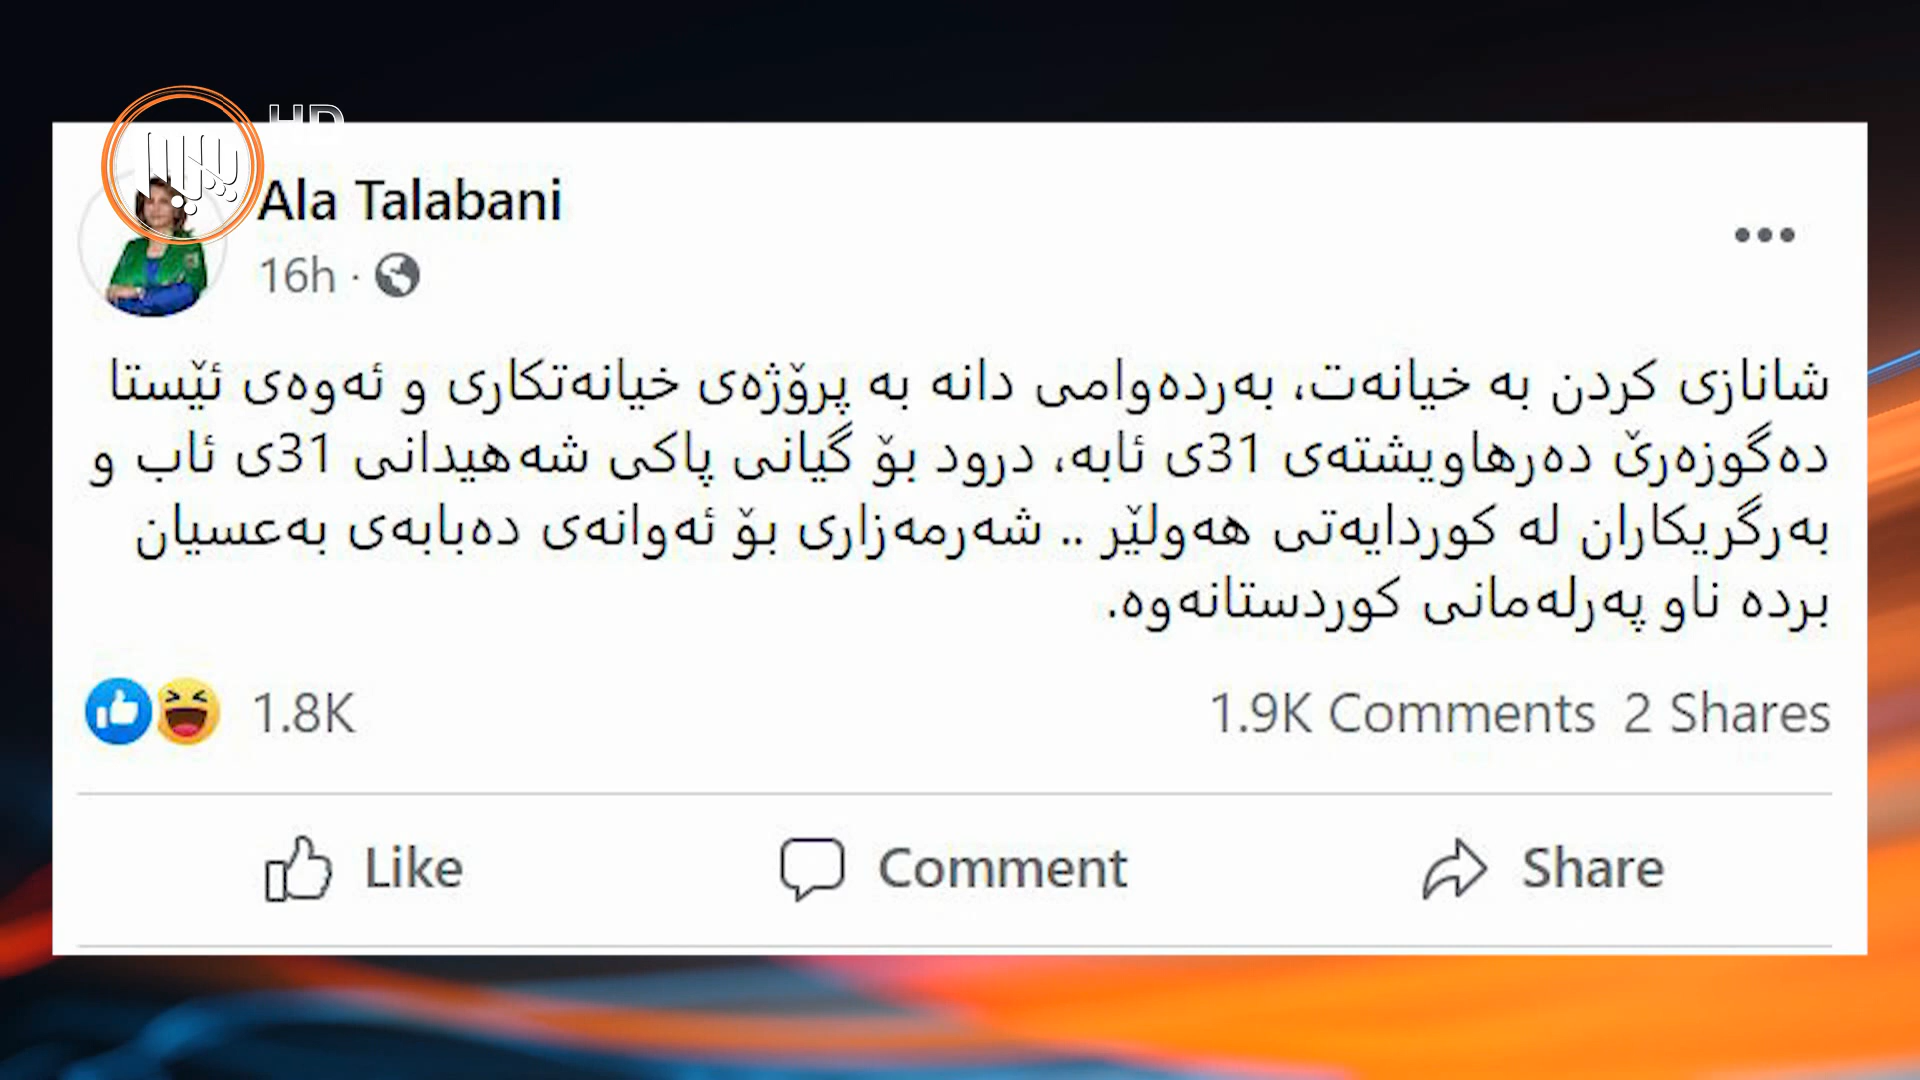 HD
Ala Talabani
16h ·
شانازی کردن بە خیانەت، بەردەوامی دانە بە پرۆژەی خیانەتکاری و ئەوەی ئێستا
دەگوزەرێ دەرهاویشتەی 31ی ئابە، درود بۆ گیانی پاکی شەهیدانی 31ی ئاب و
بەرگریکاران لە کوردایەتی هەولێر .. شەرمەزاری بۆ ئەوانەی دەبابەی بەعسیان
بردە ناو پەرلەمانی کوردستانەوە.
1.8K
1.9K Comments 2 Shares
Like Comment Share